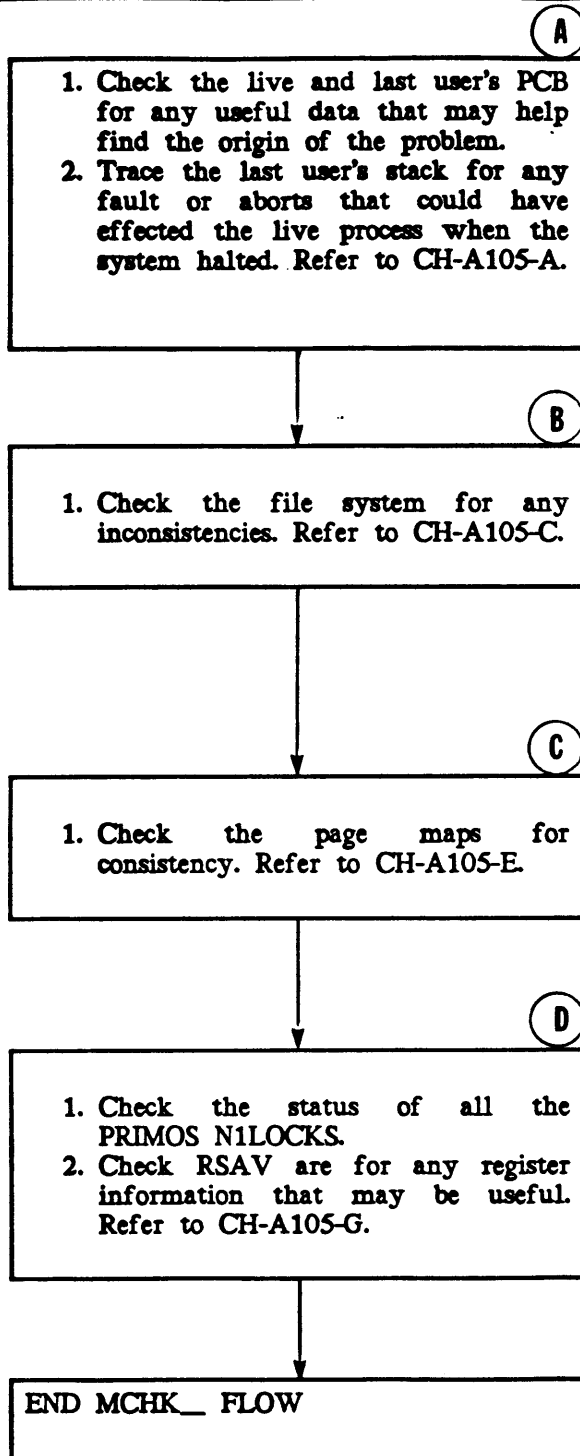 A
1. Check the live and last user's PCB
for any useful data that may help
find the origin of the problem.
2. Trace the last user's stack for any
fault or aborts that could have
effected the live process when the
system halted. Refer to CH-A105-A.
B
1. Check the file system for any
inconsistencies. Refer to CH-A105-C.
C
1. Check the page maps for
consistency. Refer to CH-A105-E.
D
1. Check the status of all the
PRIMOS N1LOCKS.
2. Check RSAV are for any register
information that may be useful.
Refer to CH-A105-G.
END MCHK__ FLOW